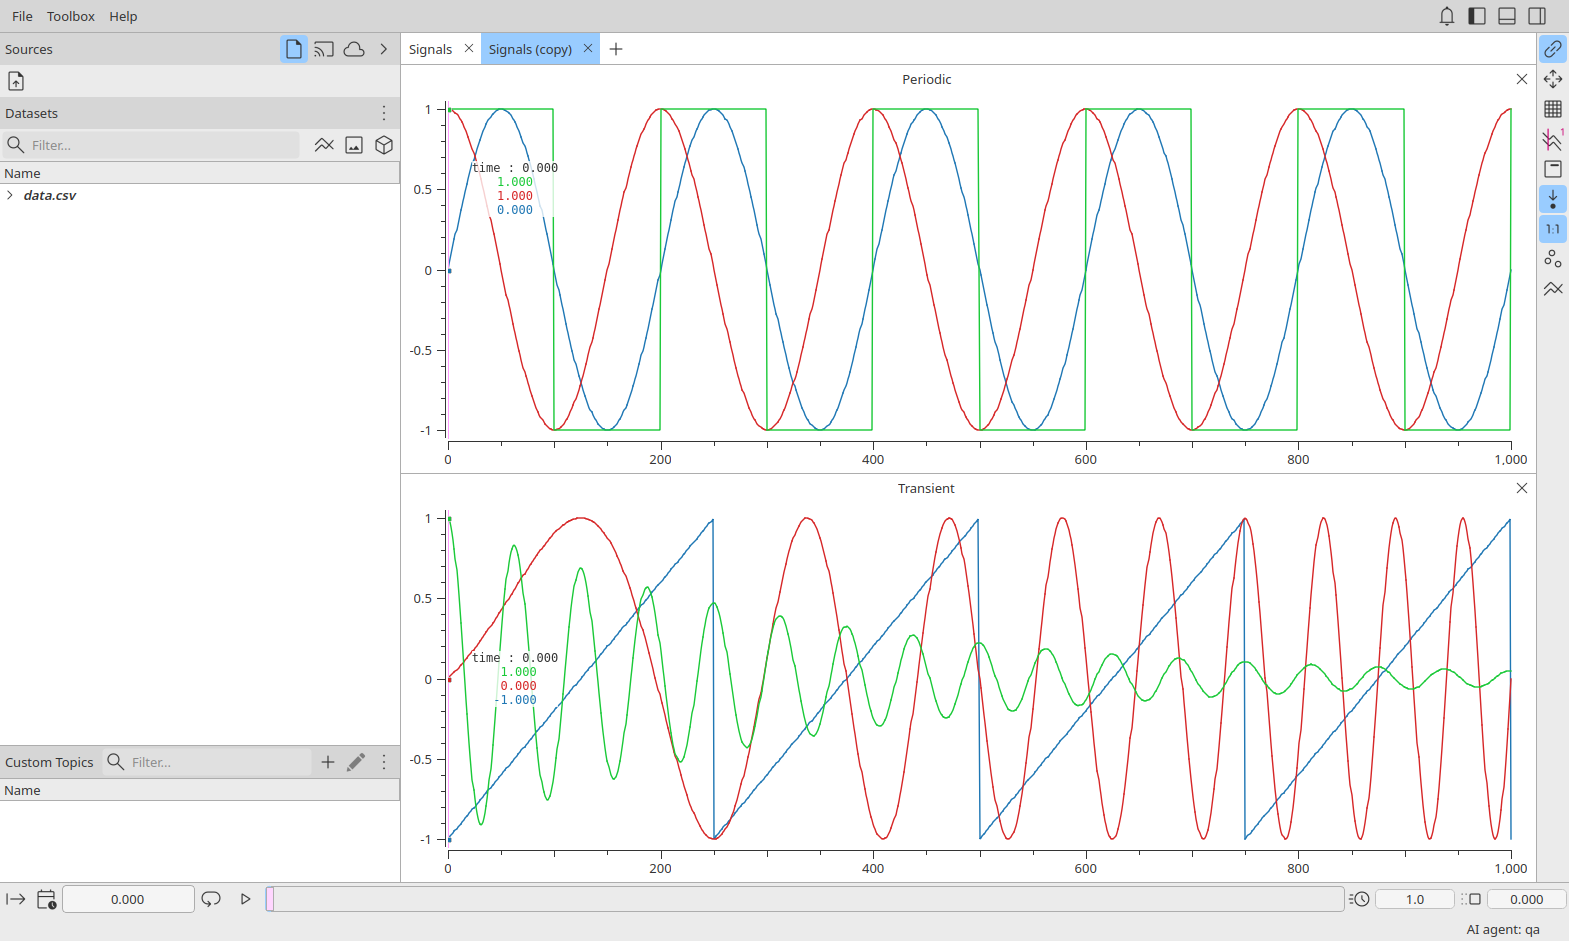 File Toolbox Help
Sources
Signals
Signals (copy)
Datasets
Filter...
Name
data.csv
Custom Topics
Filter...
Name
Periodic
1
0.5
0
-0.5
-1
time : 0.000
1.000
1.000
0.000
0 200 400 600 800 1,000
Transient
1
0.5
0
-0.5
-1
time : 0.000
1.000
0.000
-1.000
0 200 400 600 800 1,000
1
1:1
0.000
1.0
0.000
AI agent: qa